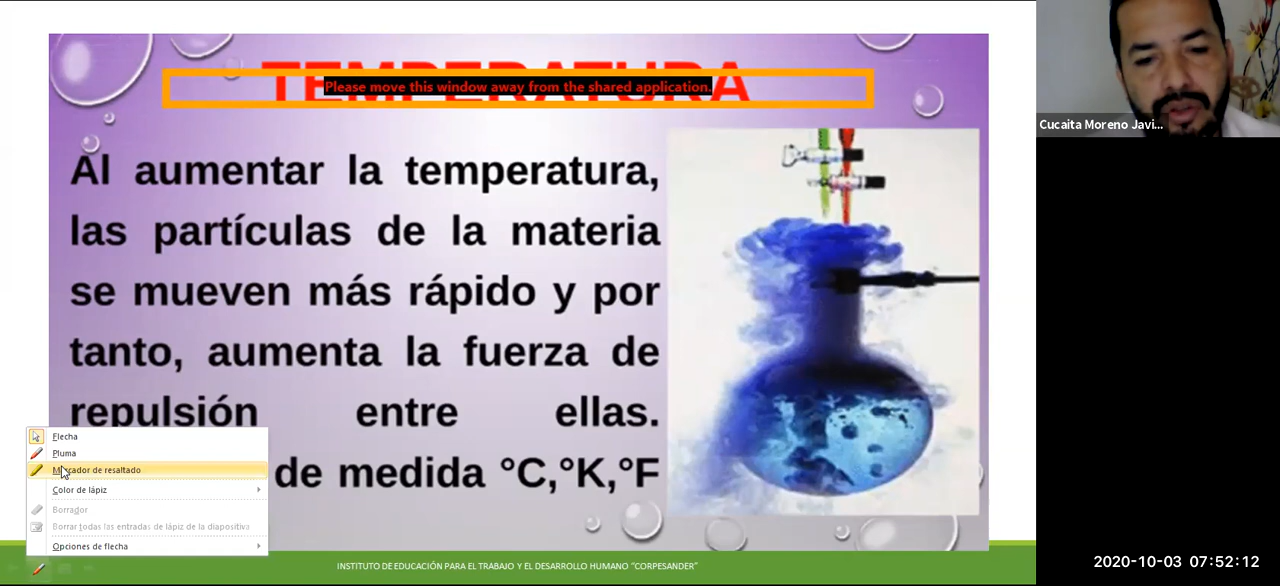 TEMPERATURA
Please move this window away from the shared application.
Cucaita Moreno Javi...
Al aumentar la temperatura,
las partículas de la materia
se mueven más rápido y por
tanto, aumenta la fuerza de
repulsión entre ellas.
de medida °C,°K,°F
Flecha
Pluma
Marcador de resaltado
Color de lápiz
Borrador
Borrar todas las entradas de lápiz de la diapositiva
Opciones de flecha
INSTITUTO DE EDUCACIÓN PARA EL TRABAJO Y EL DESARROLLO HUMANO "CORPESANDER"
2020-10-03 07:52:12